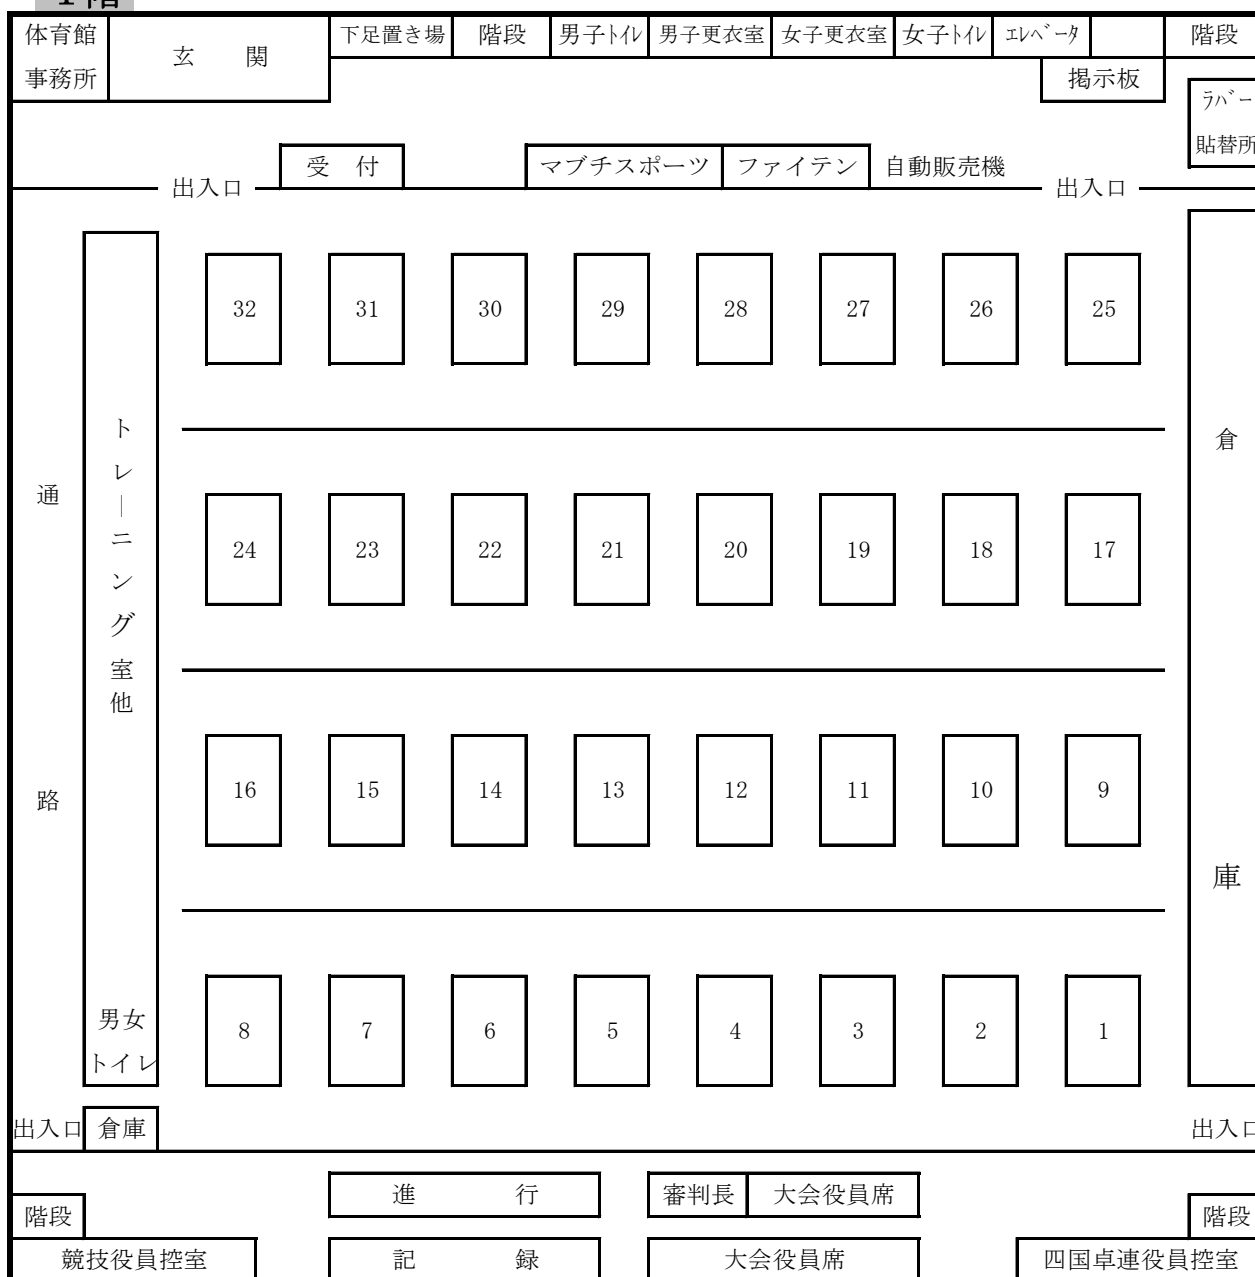 1階
体育館
事務所
玄　関
下足置き場
階段
男子ﾄｲﾚ
男子更衣室
女子更衣室
女子ﾄｲﾚ
ｴﾚﾍﾞｰﾀ
階段
掲示板
ﾗﾊﾞｰ
貼替所
受　付
マブチスポーツ
ファイテン
自動販売機
出入口
出入口
32 31 30 29 28 27 26 25
24 23 22 21 20 19 18 17
16 15 14 13 12 11 10 9
8 7 6 5 4 3 2 1
通路
トレーニング室他
男女
トイレ
倉庫
出入口
倉庫
出入口
進　行
審判長
大会役員席
階段
階段
競技役員控室
記　録
大会役員席
四国卓連役員控室